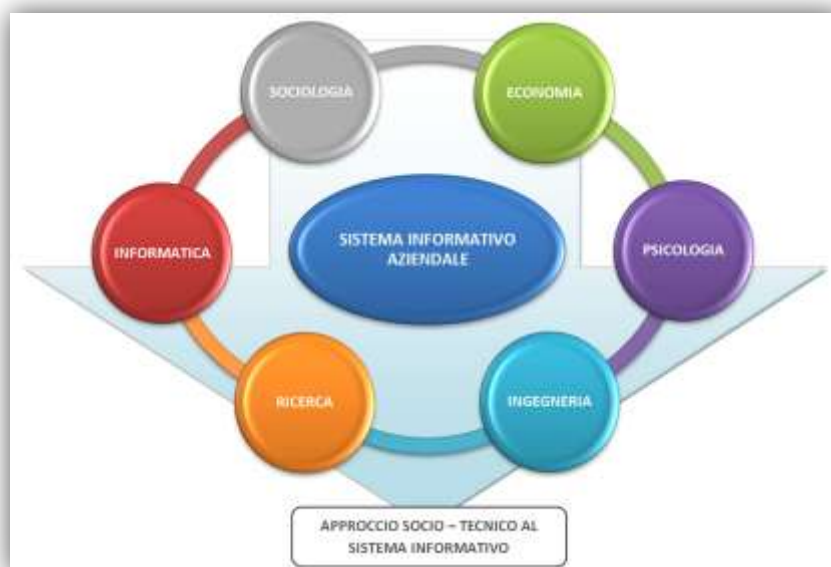 SOCIOLOGIA
ECONOMIA
INFORMATICA
SISTEMA INFORMATIVO
AZIENDALE
PSICOLOGIA
RICERCA
INGEGNERIA
APPROCCIO SOCIO – TECNICO AL
SISTEMA INFORMATIVO